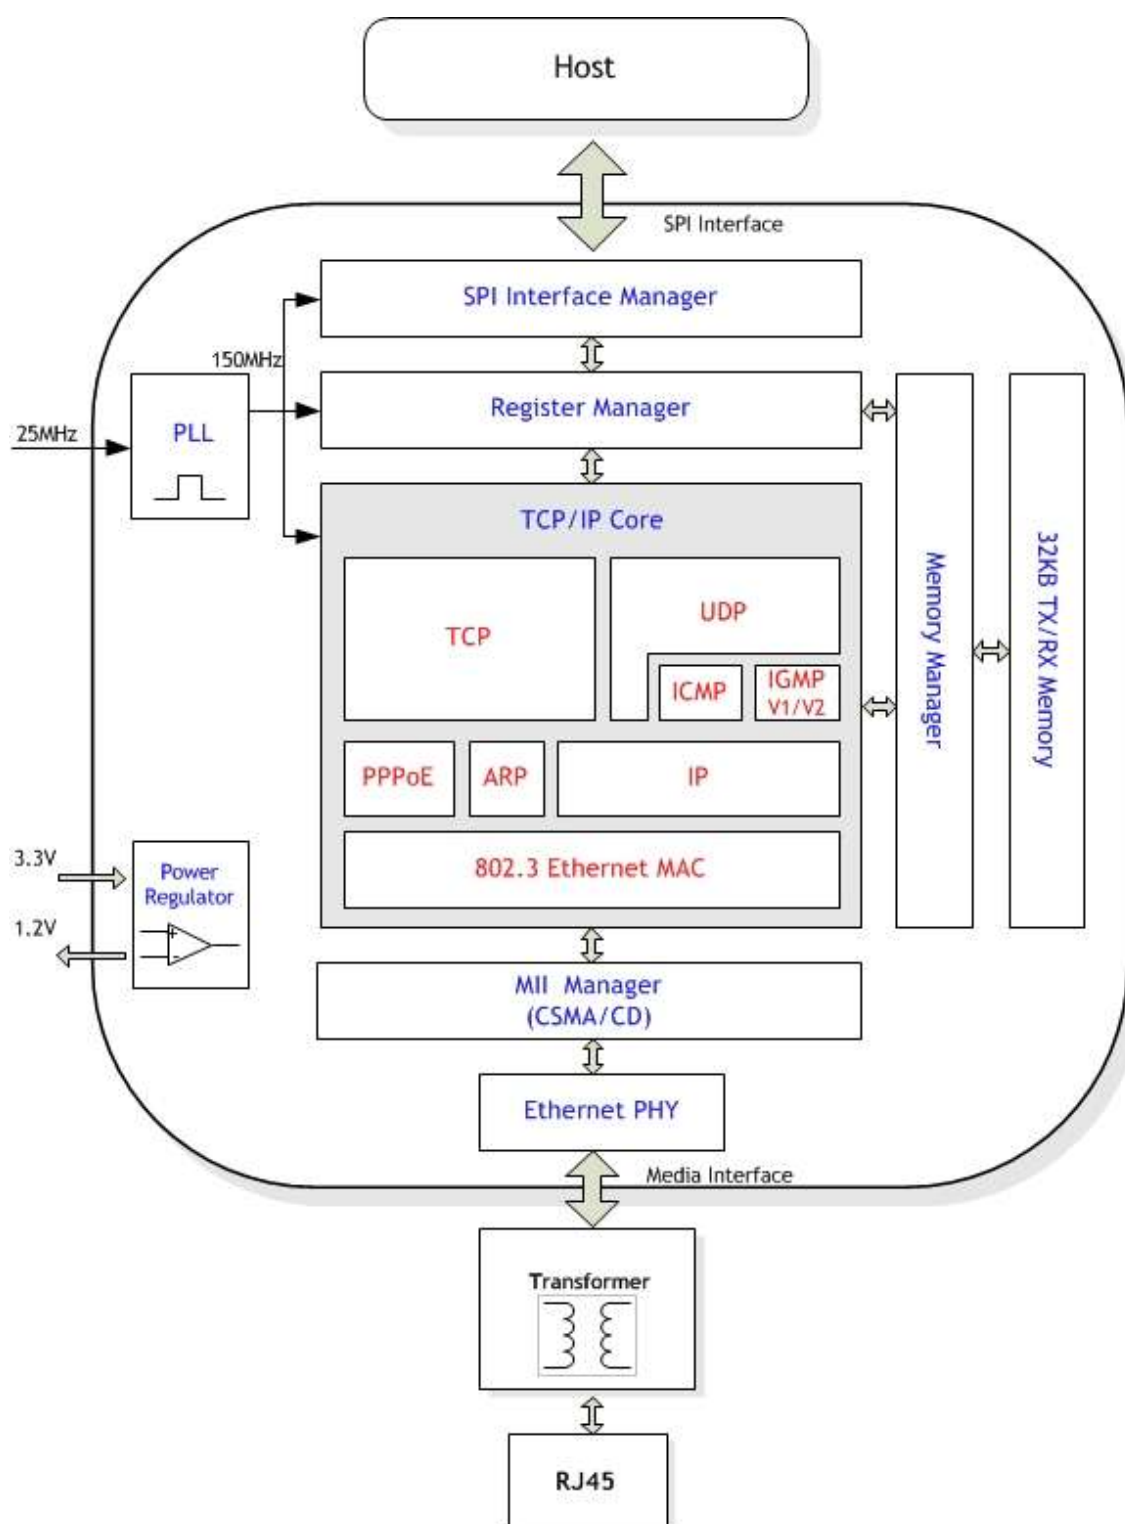 Host
SPI Interface
SPI Interface Manager
150MHz
Register Manager
25MHz
PLL
TCP/IP Core
TCP
UDP
ICMP
IGMP
V1/V2
Memory Manager
32KB TX/RX Memory
PPPoE
ARP
IP
802.3 Ethernet MAC
3.3V
1.2V
Power
Regulator
+
-
MII Manager
(CSMA/CD)
Ethernet PHY
Media Interface
Transformer
RJ45